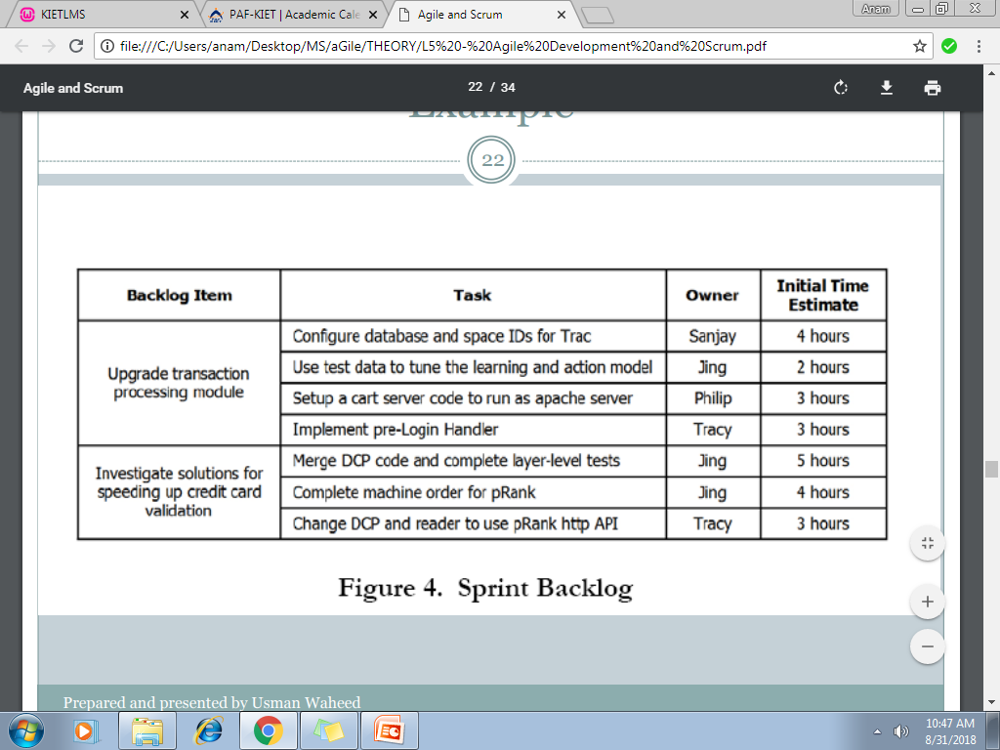 KIETLMS
PAF-KIET | Academic Cale
Agile and Scrum
Anam
file:///C:/Users/anam/Desktop/MS/aGile/THEORY/L5%20-%20Agile%20Development%20and%20Scrum.pdf
Agile and Scrum
22 / 34
Example
22
Backlog Item
Task
Owner
Initial Time
Estimate
Upgrade transaction
processing module
Configure database and space IDs for Trac
Sanjay
4 hours
Use test data to tune the learning and action model
Jing
2 hours
Setup a cart server code to run as apache server
Philip
3 hours
Implement pre-Login Handler
Tracy
3 hours
Investigate solutions for
speeding up credit card
validation
Merge DCP code and complete layer-level tests
Jing
5 hours
Complete machine order for pRank
Jing
4 hours
Change DCP and reader to use pRank http API
Tracy
3 hours
Figure 4. Sprint Backlog
Prepared and presented by Usman Waheed
10:47 AM
8/31/2018